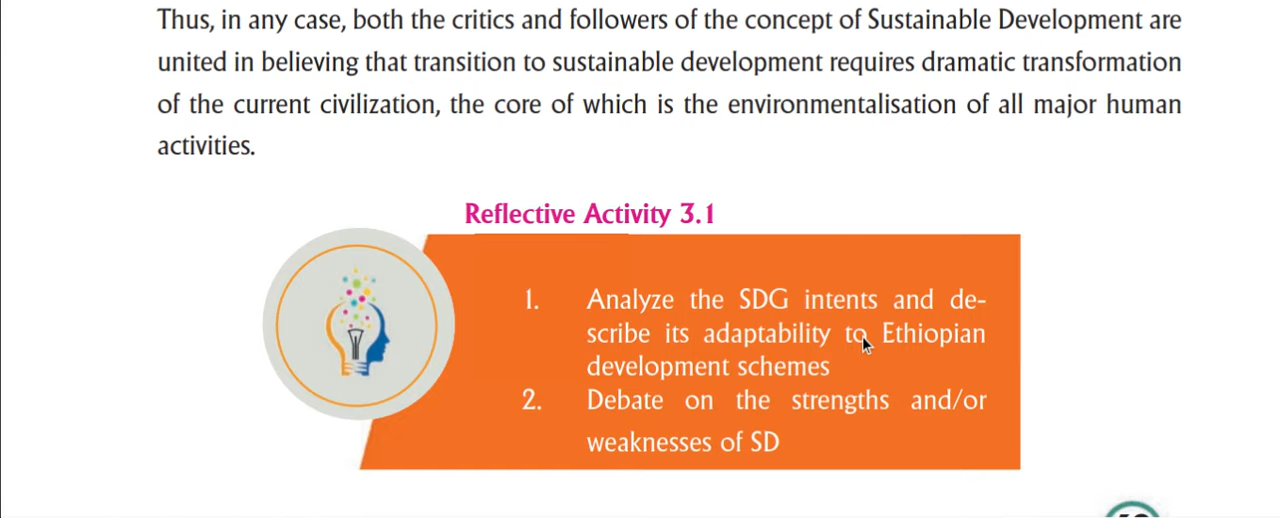 Thus, in any case, both the critics and followers of the concept of Sustainable Development are
united in believing that transition to sustainable development requires dramatic transformation
of the current civilization, the core of which is the environmentalisation of all major human
activities.
Reflective Activity 3.1
1. Analyze the SDG intents and de-
scribe its adaptability to Ethiopian
development schemes
2. Debate on the strengths and/or
weaknesses of SD